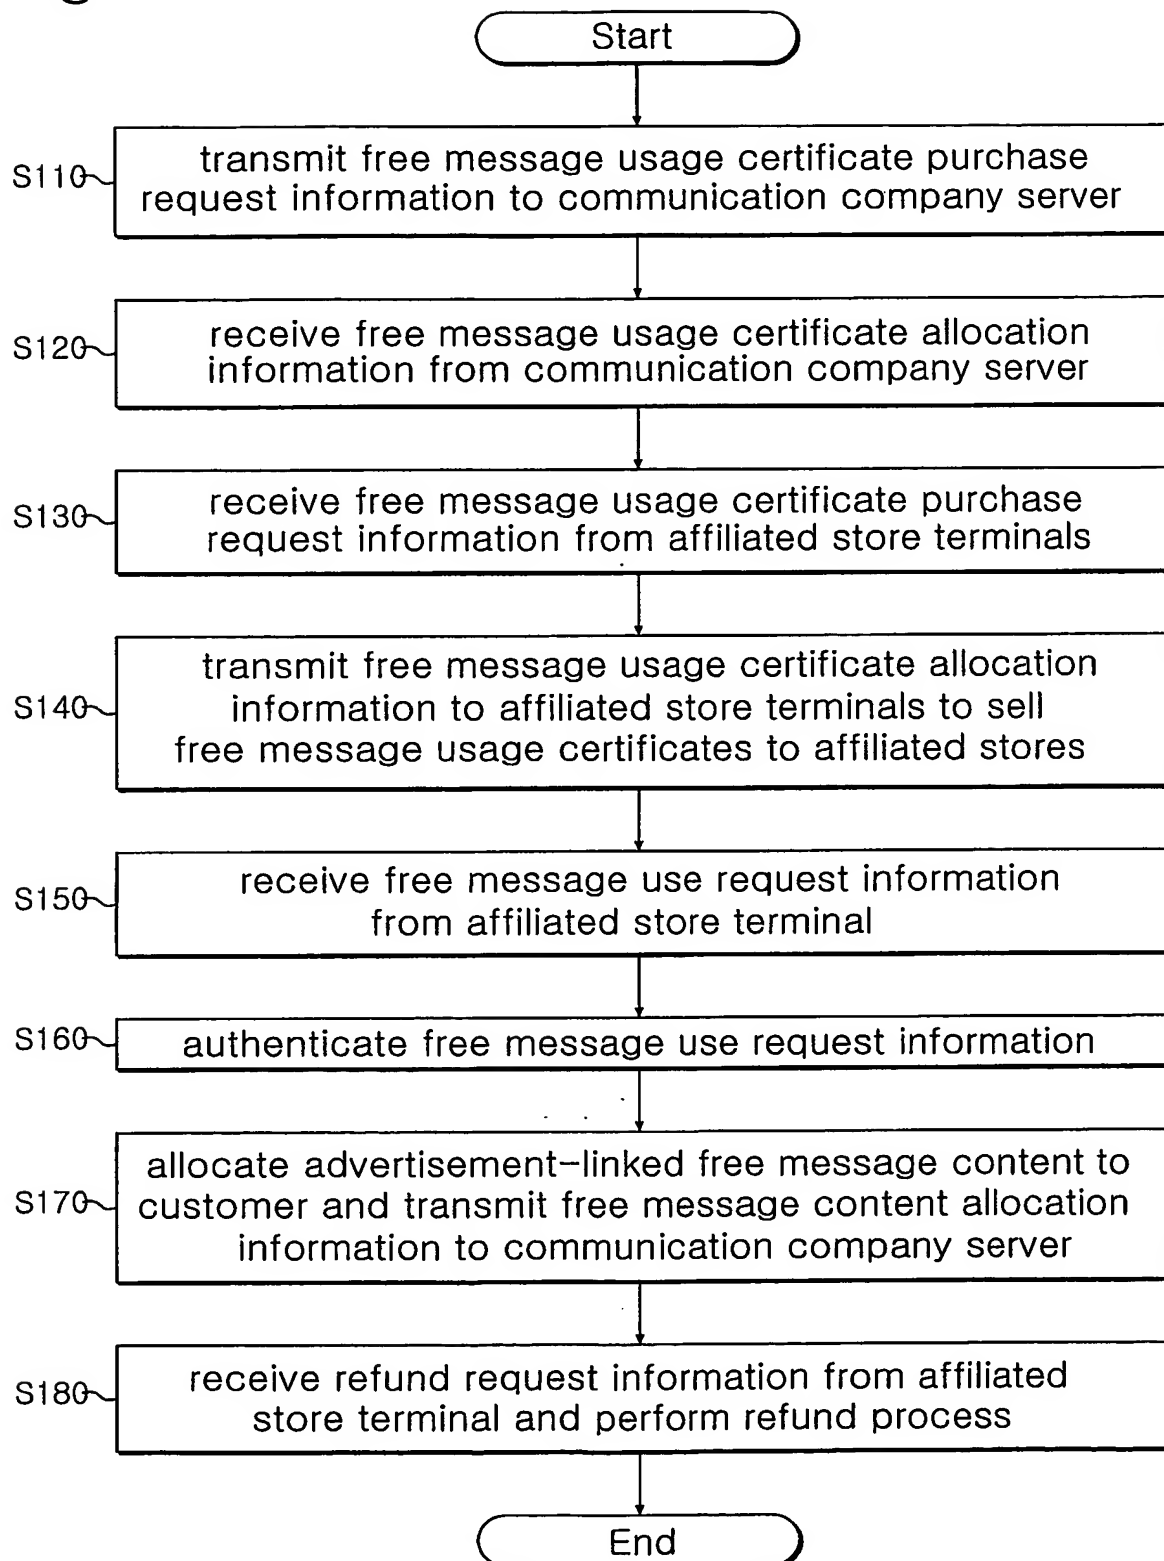 Start
S110
transmit free message usage certificate purchase
request information to communication company server
S120
receive free message usage certificate allocation
information from communication company server
S130
receive free message usage certificate purchase
request information from affiliated store terminals
S140
transmit free message usage certificate allocation
information to affiliated store terminals to sell
free message usage certificates to affiliated stores
S150
receive free message use request information
from affiliated store terminal
S160
authenticate free message use request information
S170
allocate advertisement-linked free message content to
customer and transmit free message content allocation
information to communication company server
S180
receive refund request information from affiliated
store terminal and perform refund process
End